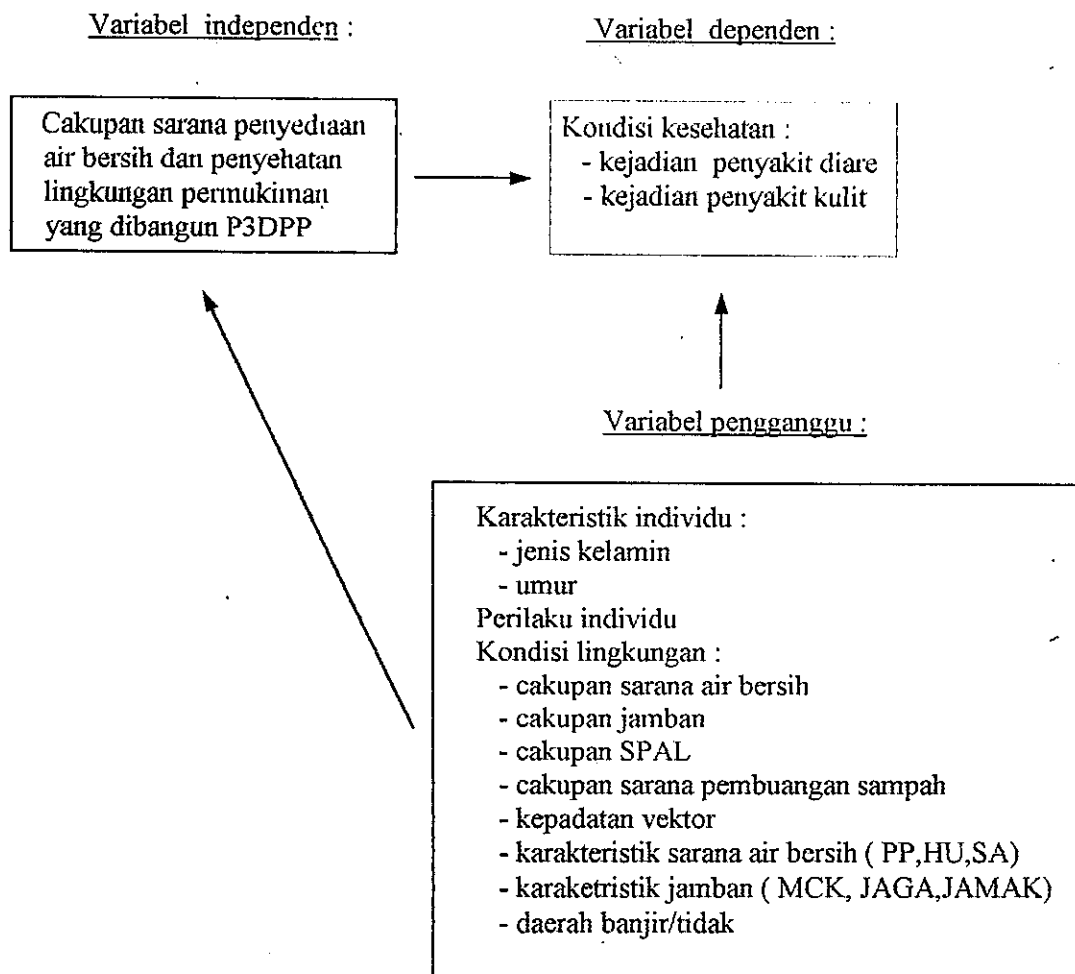 Variabel independen :
Variabel dependen :
Cakupan sarana penyediaan
air bersih dan penyehatan
lingkungan permukiman
yang dibangun P3DPP
Kondisi kesehatan :
- kejadian penyakit diare
- kejadian penyakit kulit
Variabel pengganggu :
Karakteristik individu :
- jenis kelamin
- umur
Perilaku individu
Kondisi lingkungan :
- cakupan sarana air bersih
- cakupan jamban
- cakupan SPAL
- cakupan sarana pembuangan sampah
- kepadatan vektor
- karakteristik sarana air bersih ( PP,HU,SA)
- karaketristik jamban ( MCK, JAGA,JAMAK)
- daerah banjir/tidak